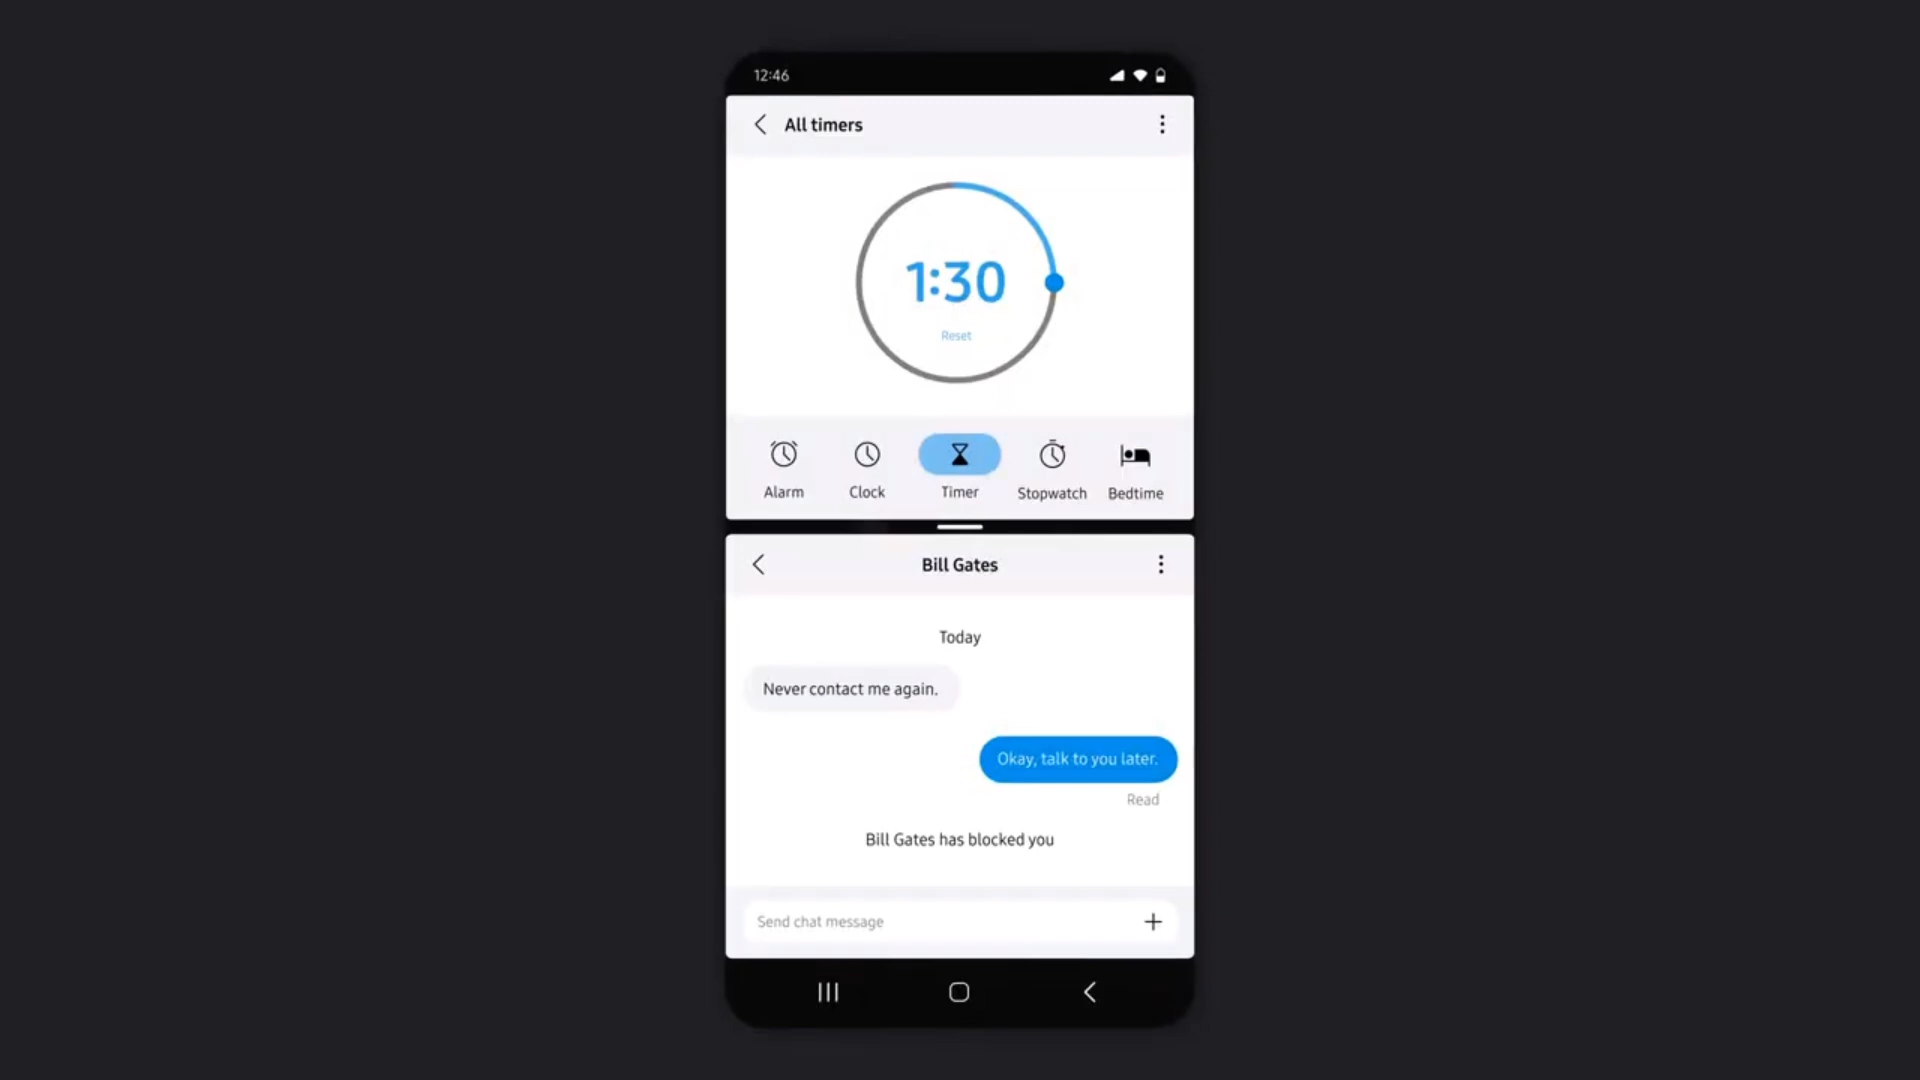 12:46
All timers
1:30
Reset
Alarm Clock Timer Stopwatch Bedtime
Bill Gates
Today
Never contact me again.
Okay, talk to you later.
Read
Bill Gates has blocked you
Send chat message